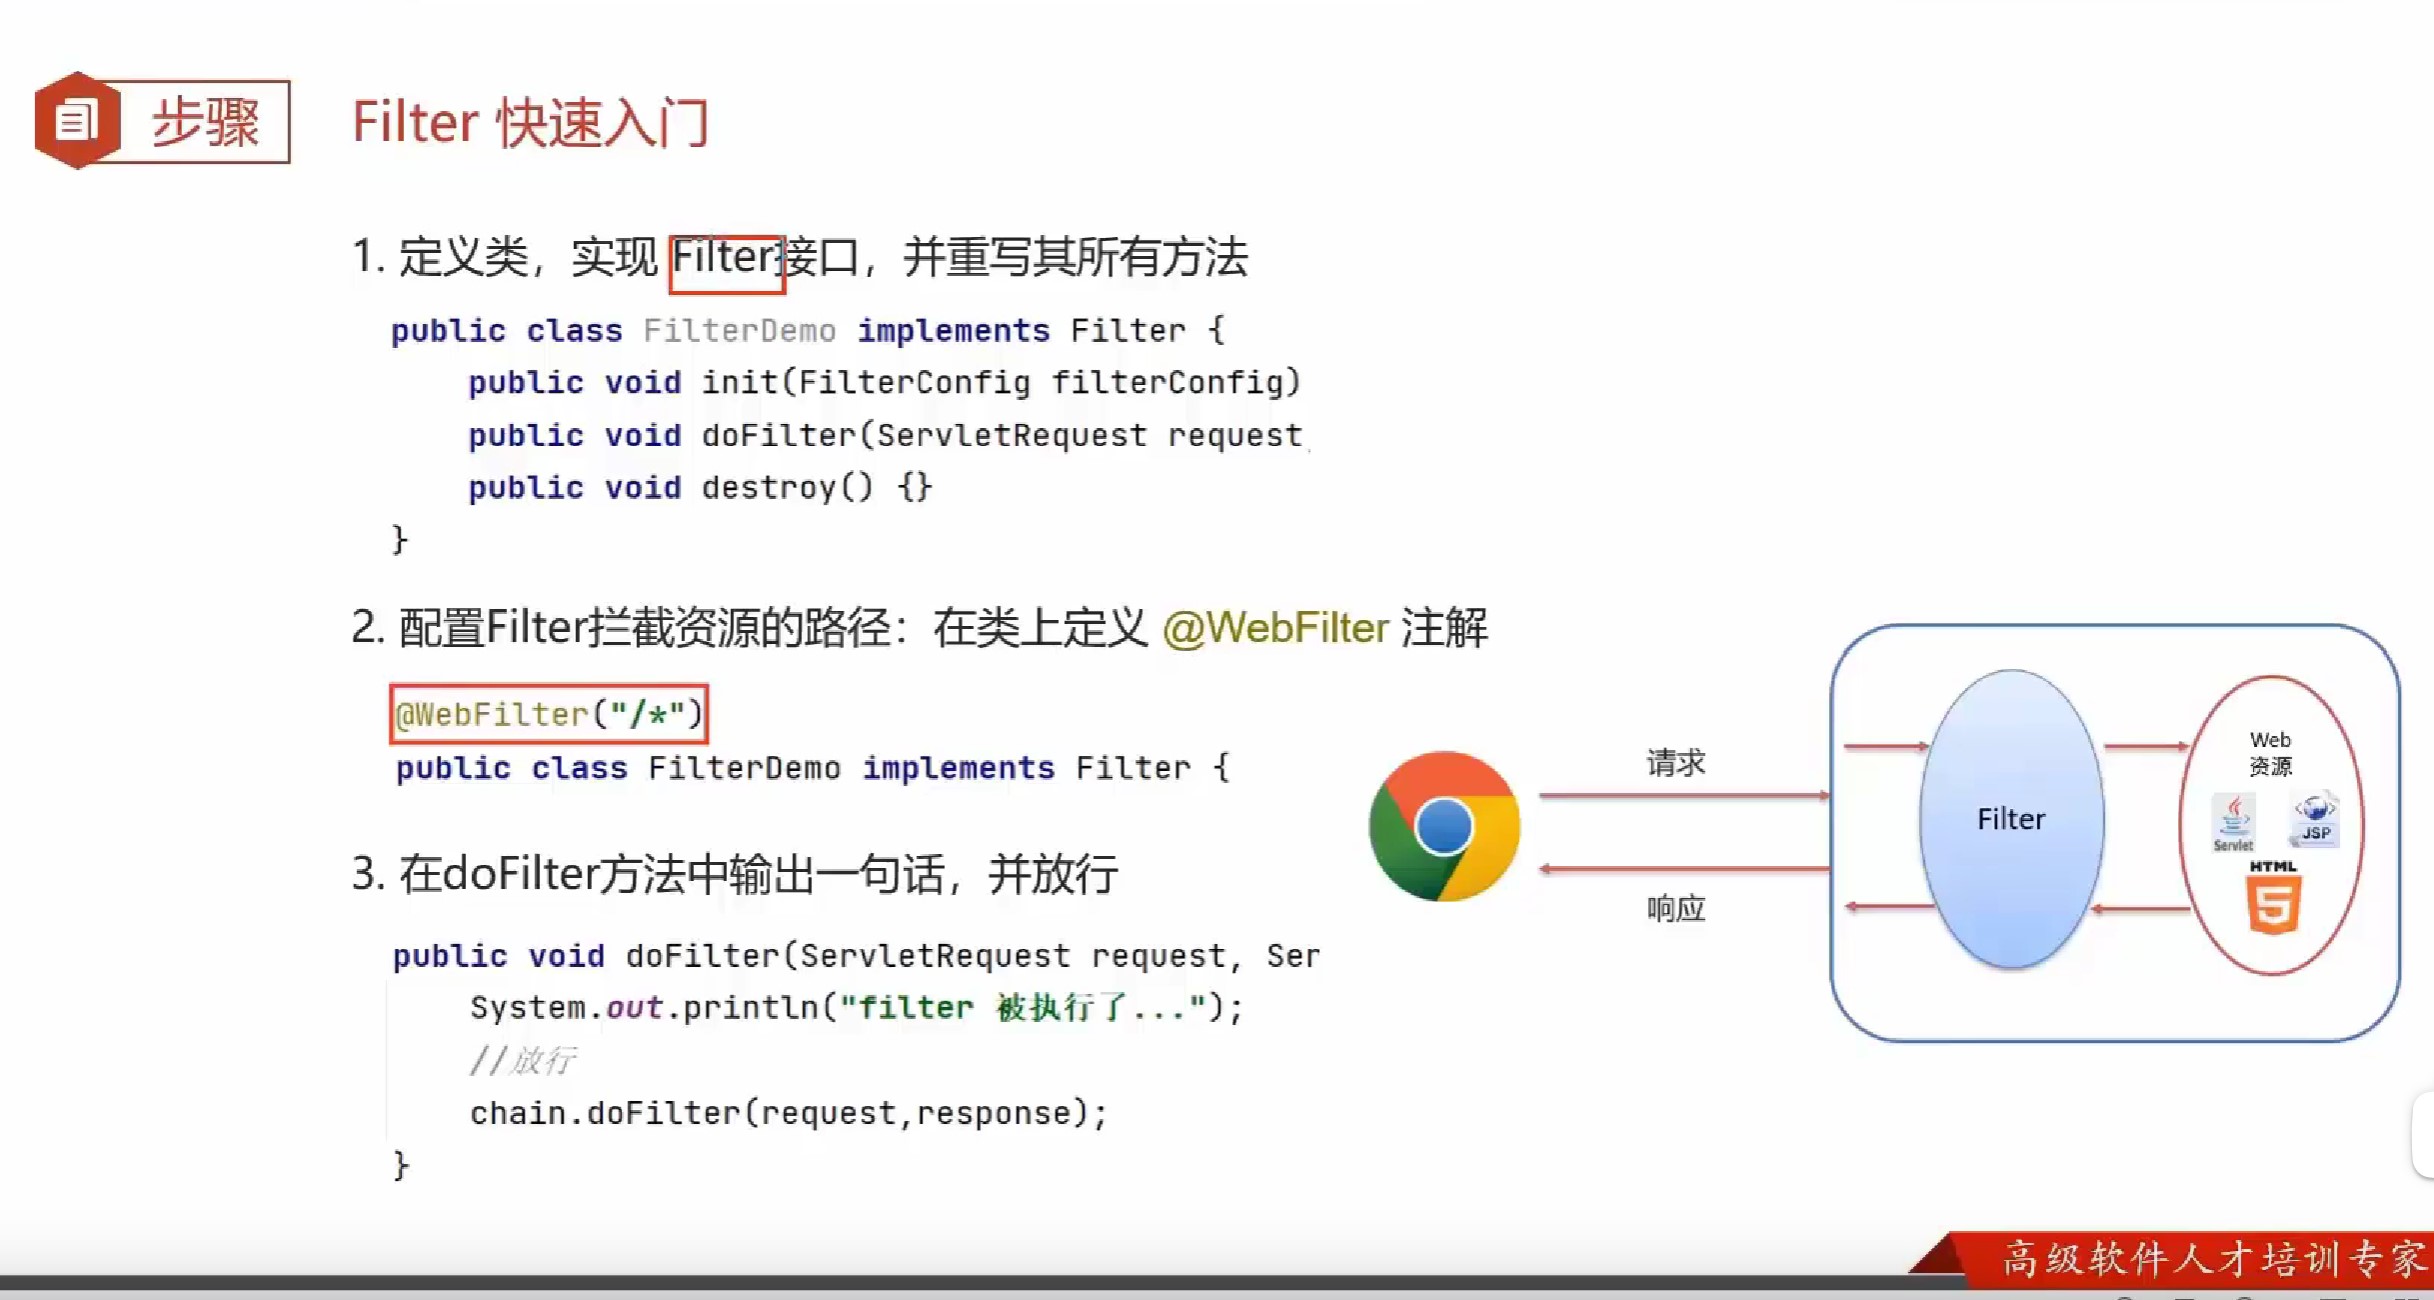 步骤
Filter 快速入门
1. 定义类，实现 Filter接口，并重写其所有方法
public class FilterDemo implements Filter {
public void init(FilterConfig filterConfig)
public void doFilter(ServletRequest request,
public void destroy() {}
}
2. 配置Filter拦截资源的路径：在类上定义 @WebFilter 注解
@WebFilter("/*")
public class FilterDemo implements Filter {
3. 在doFilter方法中输出一句话，并放行
public void doFilter(ServletRequest request, Ser
System.out.println("filter 被执行了...");
//放行
chain.doFilter(request,response);
}
请求
响应
Filter
Web
资源
Servlet
JSP
HTML
5
高级软件人才培训专家